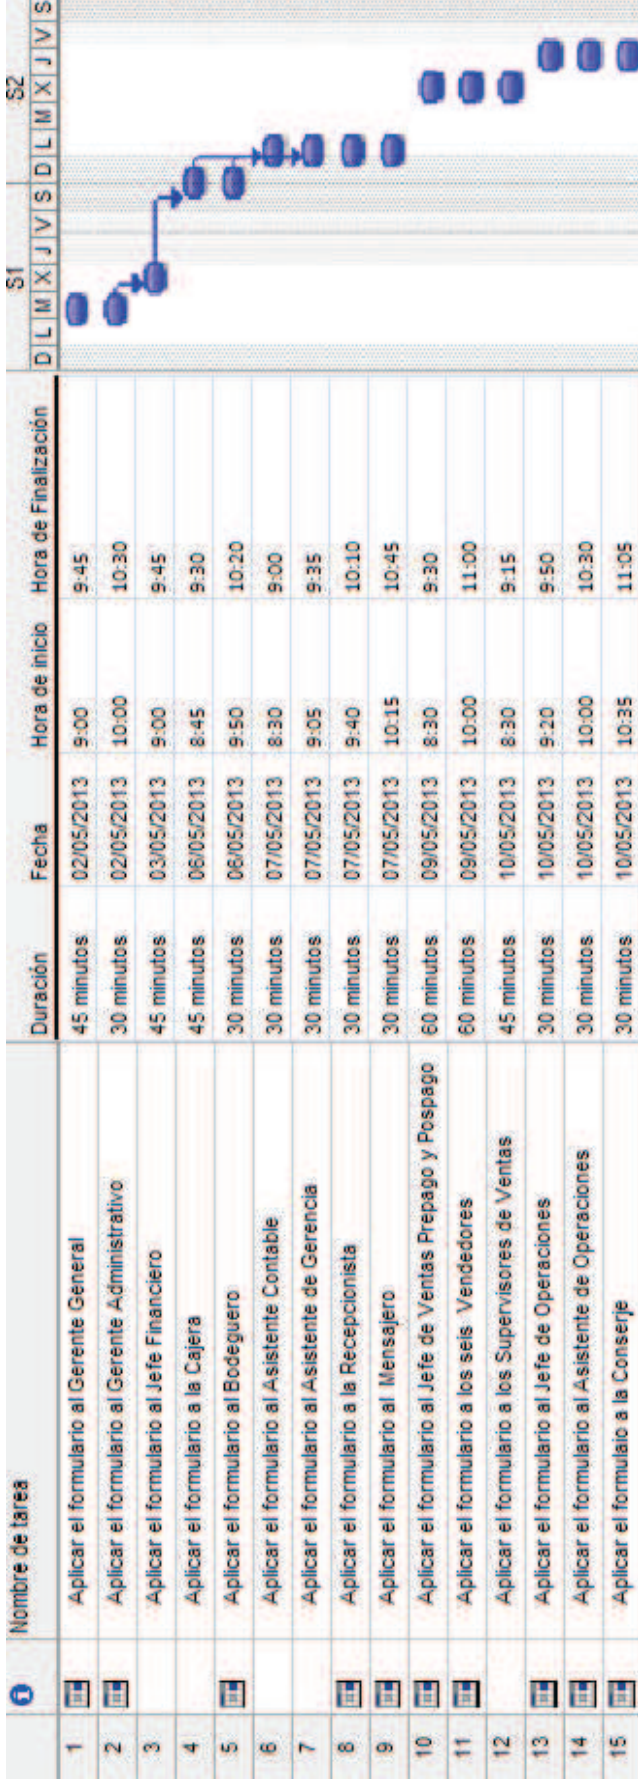 Nombre de tarea Duración Fecha Hora de inicio Hora de Finalización S1 S2
D L M X J V S D L M X J V S
1 Aplicar el formulario al Gerente General 45 minutos 02/05/2013 9:00 9:45
2 Aplicar el formulario al Gerente Administrativo 30 minutos 02/05/2013 10:00 10:30
3 Aplicar el formulario al Jefe Financiero 45 minutos 03/05/2013 9:00 9:45
4 Aplicar el formulario a la Cajera 45 minutos 06/05/2013 8:45 9:30
5 Aplicar el formulario al Bodeguero 30 minutos 06/05/2013 9:50 10:20
6 Aplicar el formulario al Asistente Contable 30 minutos 07/05/2013 8:30 9:00
7 Aplicar el formulario al Asistente de Gerencia 30 minutos 07/05/2013 9:05 9:35
8 Aplicar el formulario a la Recepcionista 30 minutos 07/05/2013 9:40 10:10
9 Aplicar el formulario al Mensajero 30 minutos 07/05/2013 10:15 10:45
10 Aplicar el formulario al Jefe de Ventas Prepago y Pospago 60 minutos 09/05/2013 8:30 9:30
11 Aplicar el formulario a los seis Vendedores 60 minutos 09/05/2013 10:00 11:00
12 Aplicar el formulario a los Supervisores de Ventas 45 minutos 10/05/2013 8:30 9:15
13 Aplicar el formulario al Jefe de Operaciones 30 minutos 10/05/2013 9:20 9:50
14 Aplicar el formulario al Asistente de Operaciones 30 minutos 10/05/2013 10:00 10:30
15 Aplicar el formulaio a la Conserje 30 minutos 10/05/2013 10:35 11:05